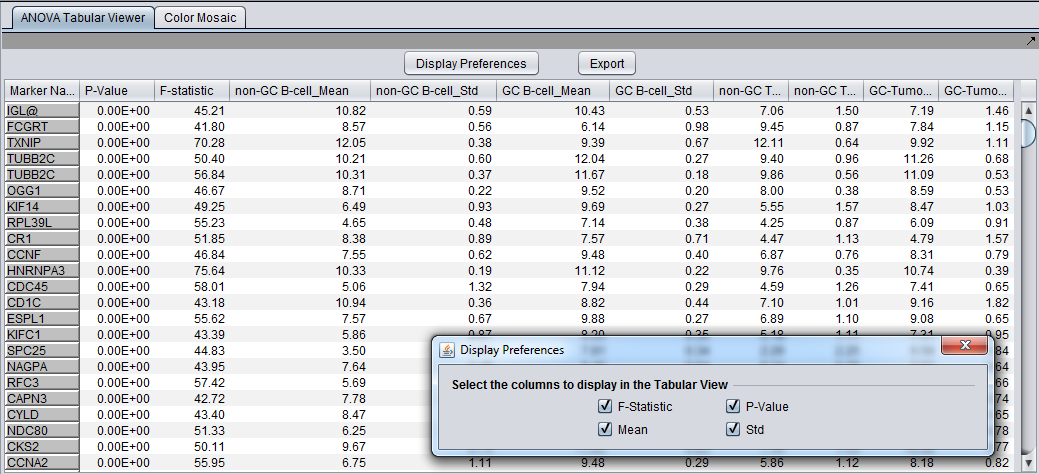 ANOVA Tabular Viewer Color Mosaic
Display Preferences Export
Marker Na... P-Value F-statistic non-GC B-cell_Mean non-GC B-cell_Std GC B-cell_Mean GC B-cell_Std non-GC T... non-GC T... GC-Tumo... GC-Tumo...
IGL@ 0.00E+00 45.21 10.82 0.59 10.43 0.53 7.06 1.50 7.19 1.46
FCGRT 0.00E+00 41.80 8.57 0.56 6.14 0.98 9.45 0.87 7.84 1.15
TXNIP 0.00E+00 70.28 12.05 0.38 9.39 0.67 12.11 0.64 9.92 1.11
TUBB2C 0.00E+00 50.40 10.21 0.60 12.04 0.27 9.40 0.96 11.26 0.68
TUBB2C 0.00E+00 56.84 10.31 0.37 11.67 0.18 9.86 0.56 11.09 0.53
OGG1 0.00E+00 46.67 8.71 0.22 9.52 0.20 8.00 0.38 8.59 0.53
KIF14 0.00E+00 49.25 6.49 0.93 9.69 0.27 5.55 1.57 8.47 1.03
RPL39L 0.00E+00 55.23 4.65 0.48 7.14 0.38 4.25 0.87 6.09 0.91
CR1 0.00E+00 51.85 8.38 0.89 7.57 0.71 4.47 1.13 4.79 1.57
CCNF 0.00E+00 46.84 7.55 0.62 9.48 0.40 6.87 0.76 8.31 0.79
HNRNPA3 0.00E+00 75.64 10.33 0.19 11.12 0.22 9.76 0.35 10.74 0.39
CDC45 0.00E+00 58.01 5.06 1.32 7.94 0.29 4.59 1.26 7.41 0.65
CD1C 0.00E+00 43.18 10.94 0.36 8.82 0.44 7.10 1.01 9.16 1.82
ESPL1 0.00E+00 55.62 7.57 0.67 9.88 0.27 6.89 1.10 9.08 0.65
KIFC1 0.00E+00 43.39 5.86 0.87 8.20 0.35 5.18 1.11 7.31 0.95
SPC25 0.00E+00 44.83 3.50 84
NAGPA 0.00E+00 43.95 7.64 64
RFC3 0.00E+00 57.42 5.69 66
CAPN3 0.00E+00 42.72 7.78 74
CYLD 0.00E+00 43.40 8.47 65
NDC80 0.00E+00 51.33 6.25 78
CKS2 0.00E+00 50.11 9.67 77
CCNA2 0.00E+00 55.95 6.75 1.11 9.48 0.29 5.86 1.12 8.18 0.82
Display Preferences
Select the columns to display in the Tabular View
F-Statistic P-Value
Mean Std